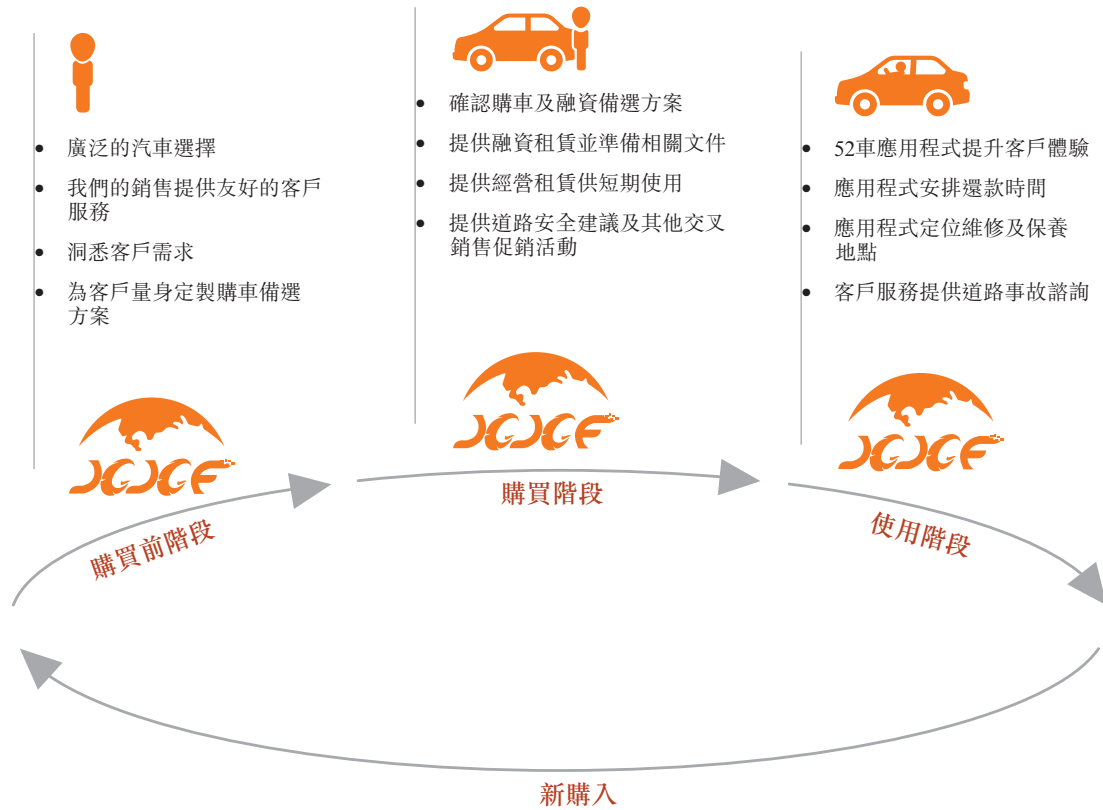 • 廣泛的汽車選擇
• 我們的銷售提供友好的客戶
服務
• 洞悉客戶需求
• 為客戶量身定製購車備選
方案
JCJCF
購買前階段
• 確認購車及融資備選方案
• 提供融資租賃並準備相關文件
• 提供經營租賃供短期使用
• 提供道路安全建議及其他交叉
銷售促銷活動
JCJCF
購買階段
• 52車應用程式提升客戶體驗
• 應用程式安排還款時間
• 應用程式定位維修及保養
地點
• 客戶服務提供道路事故諮詢
JCJCF
使用階段
新購入